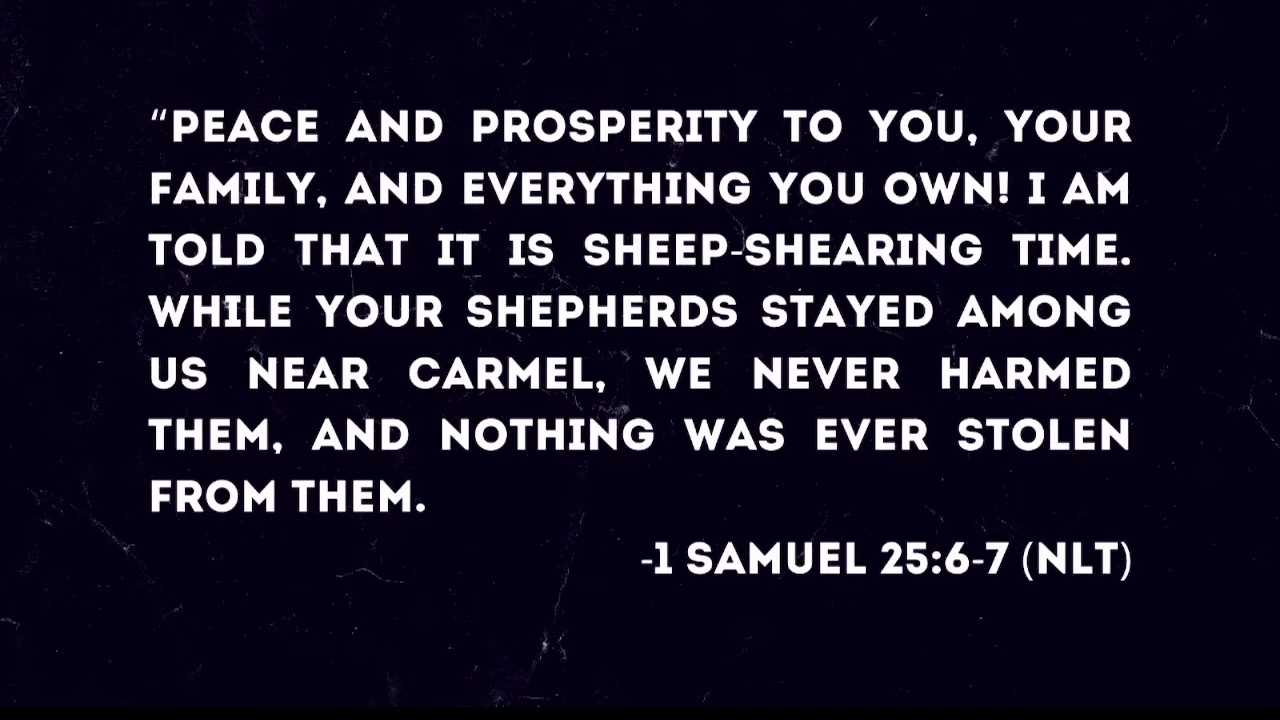 “PEACE AND PROSPERITY TO YOU, YOUR
FAMILY, AND EVERYTHING YOU OWN! I AM
TOLD THAT IT IS SHEEP-SHEARING TIME.
WHILE YOUR SHEPHERDS STAYED AMONG
US NEAR CARMEL, WE NEVER HARMED
THEM, AND NOTHING WAS EVER STOLEN
FROM THEM.
-1 SAMUEL 25:6-7 (NLT)